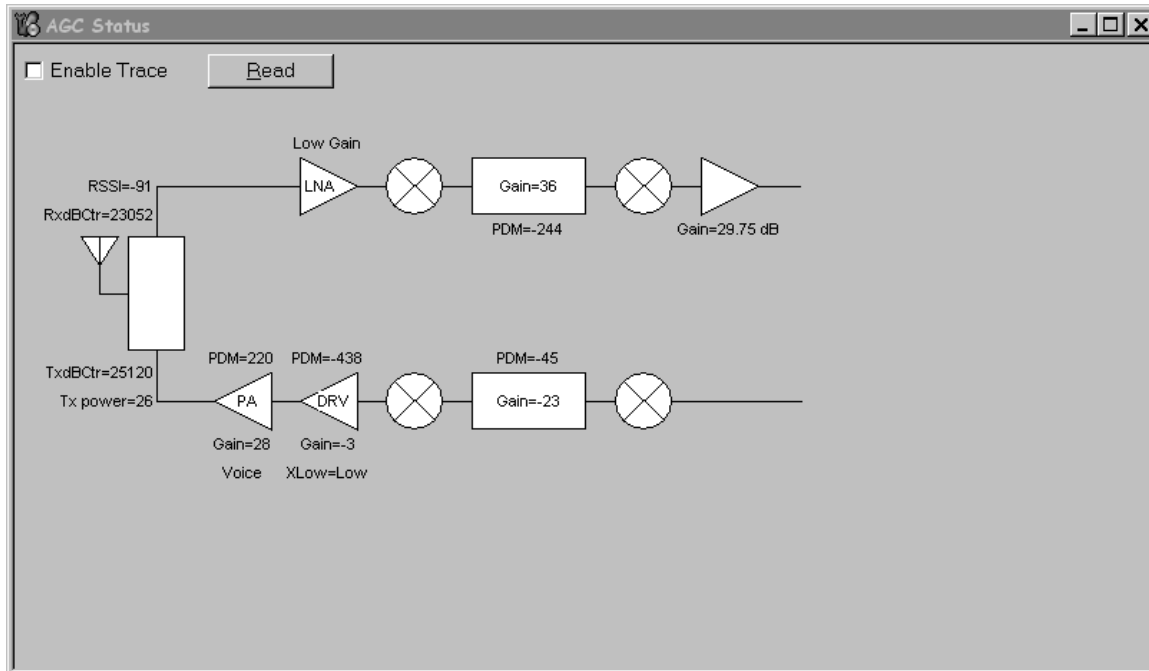 AGC Status
Enable Trace
Read
Low Gain
RSSI=-91
LNA
Gain=36
RxdBCtr=23052
PDM=-244
Gain=29.75 dB
PDM=220
PDM=-438
PDM=-45
TxdBCtr=25120
Tx power=26
PA
DRV
Gain=-23
Gain=28
Gain=-3
Voice
XLow=Low